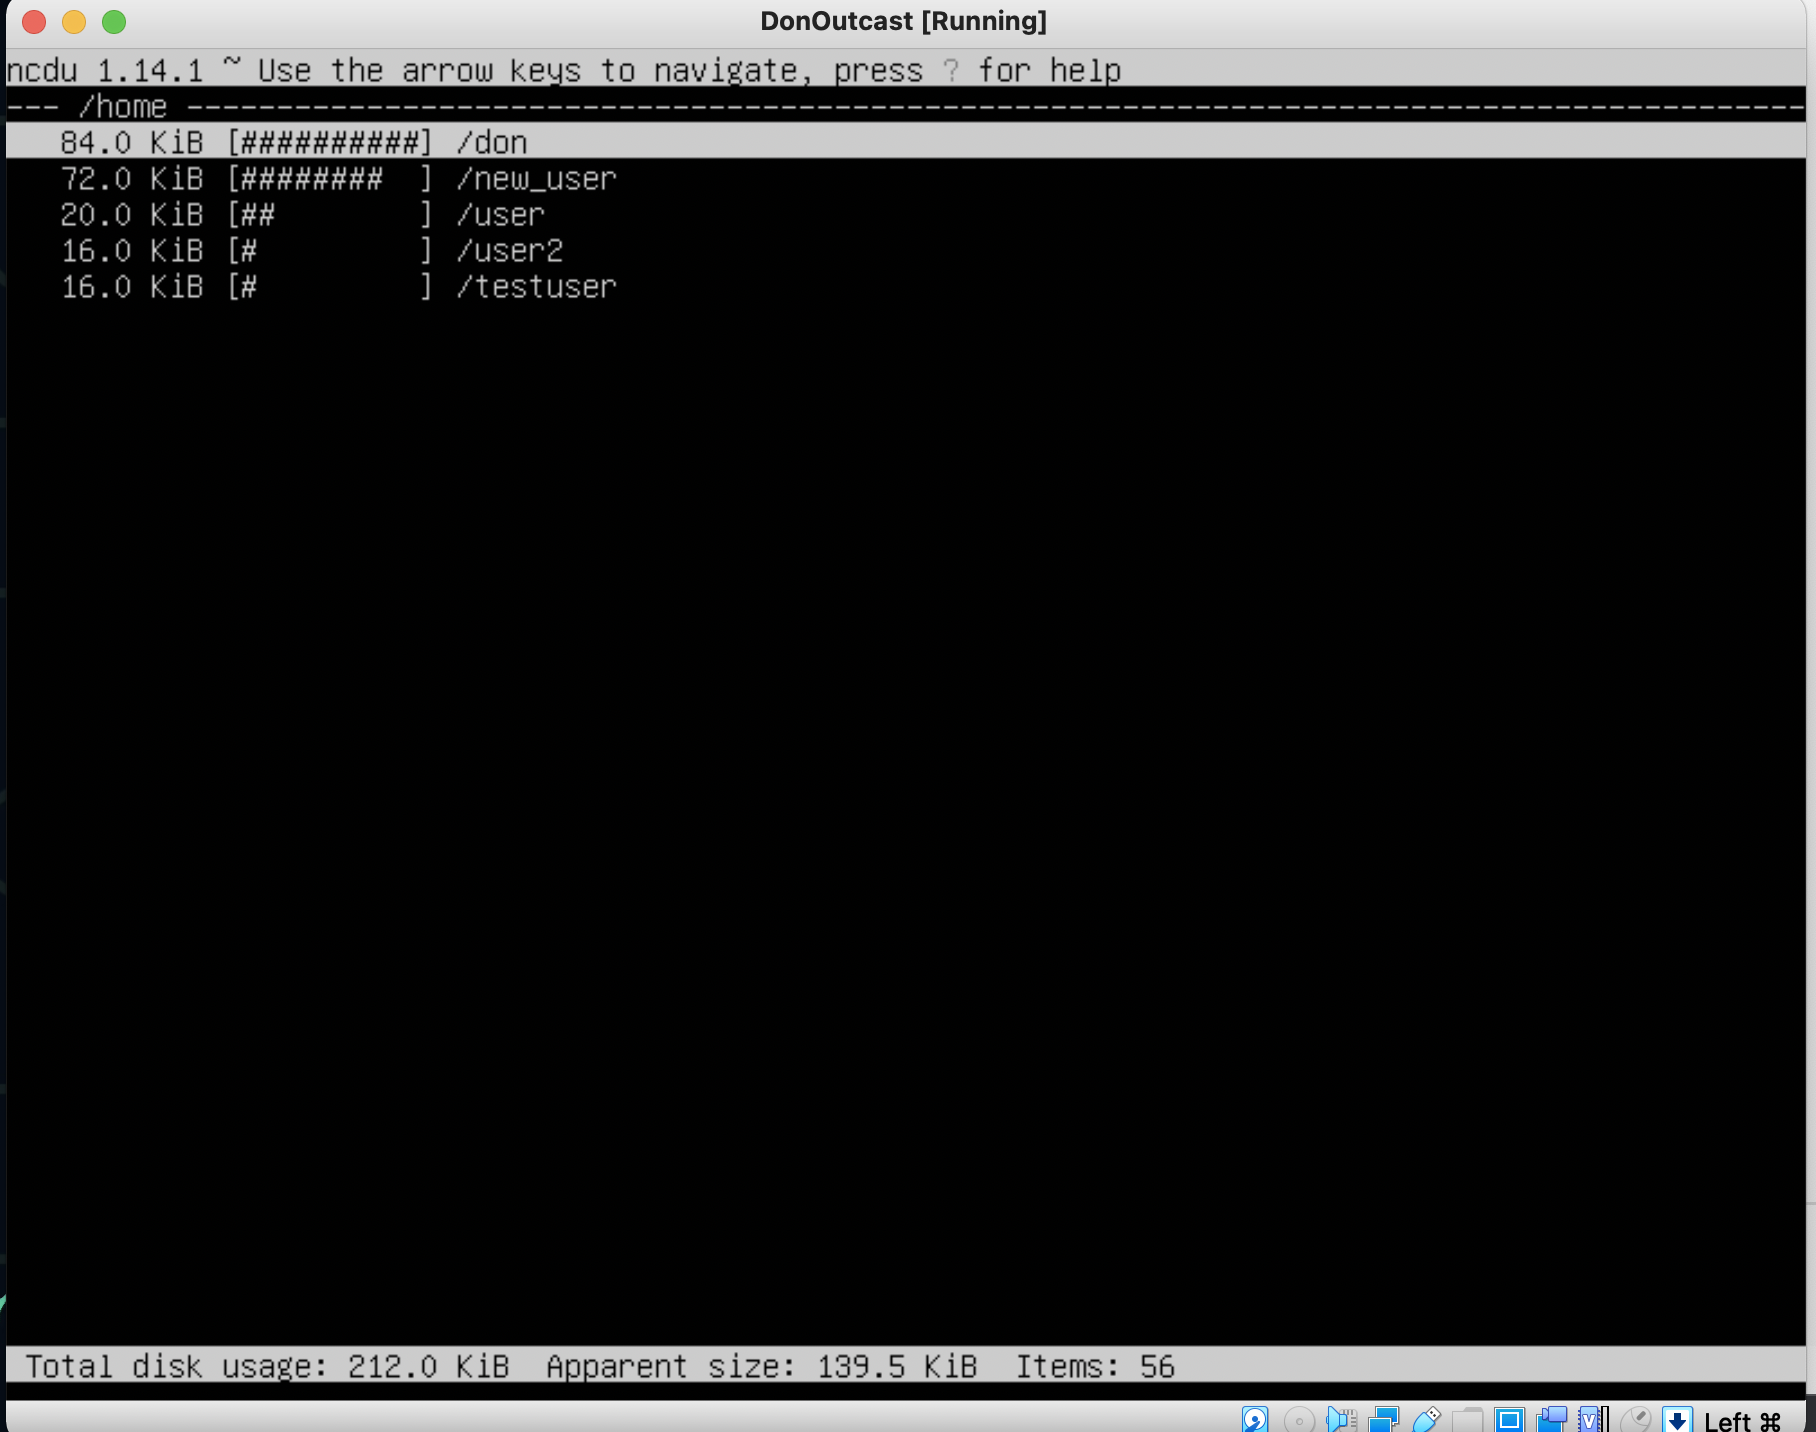 DonOutcast [Running]
ncdu 1.14.1 ~ Use the arrow keys to navigate, press ? for help
--- /home ------------------------------------------------------------------------------------------
84.0 KiB [##########] /don
72.0 KiB [########  ] /new_user
20.0 KiB [##        ] /user
16.0 KiB [#         ] /user2
16.0 KiB [#         ] /testuser
Total disk usage: 212.0 KiB  Apparent size: 139.5 KiB  Items: 56
Left ⌘